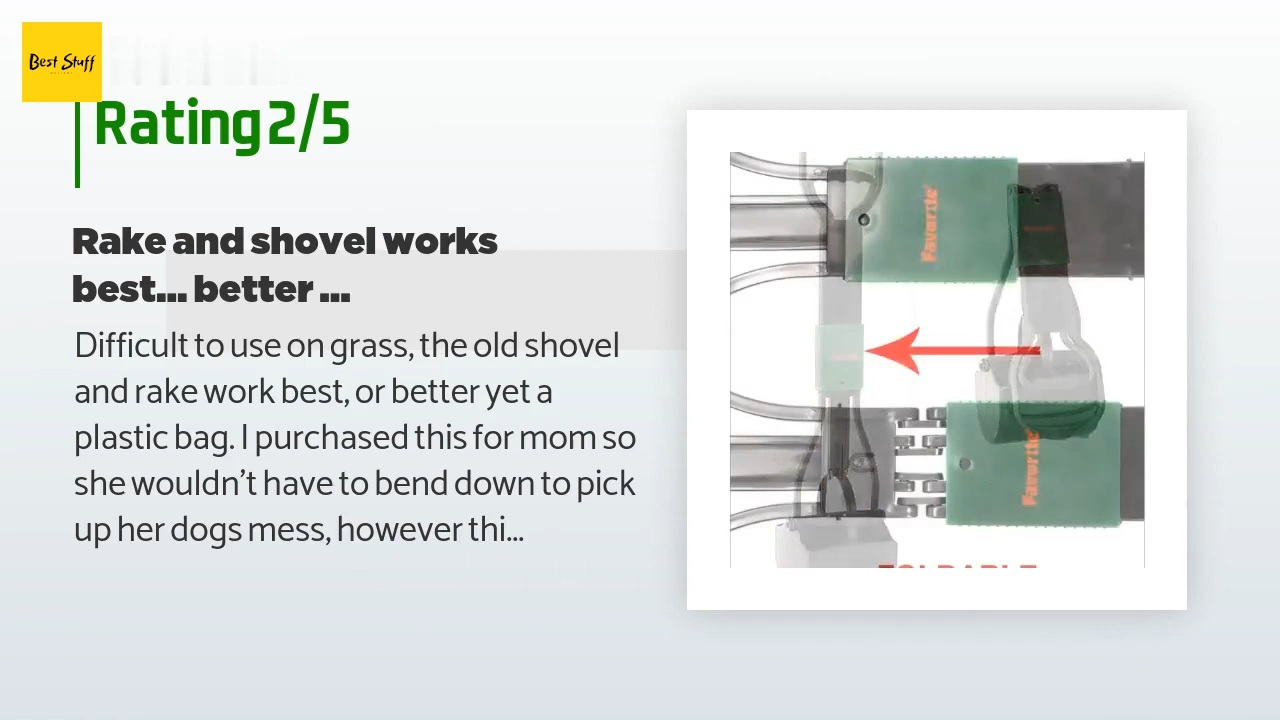 Best Stuff
Rating 2/5
Rake and shovel works
best... better ...
Difficult to use on grass, the old shovel
and rake work best, or better yet a
plastic bag. I purchased this for mom so
she wouldn’t have to bend down to pick
up her dogs mess, however thi...
Favorite
Favorite
FOLDABLE